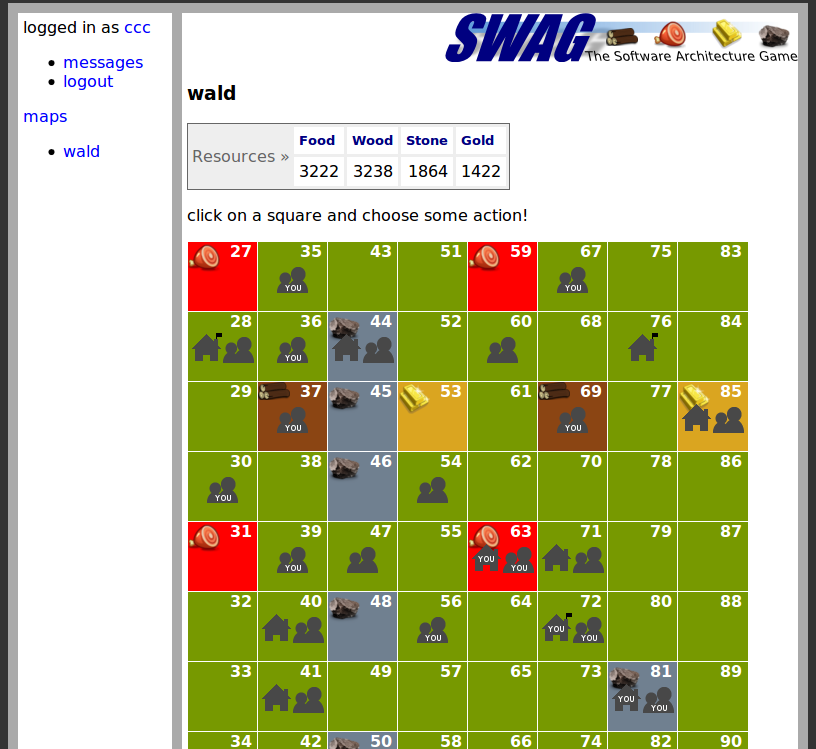 logged in as ccc
messages
logout
maps
wald
SWAG
The Software Architecture Game
wald
Resources » Food Wood Stone Gold
3222 3238 1864 1422
click on a square and choose some action!
27 35 43 51 59 67 75 83
YOU YOU
28 36 44 52 60 68 76 84
YOU
29 37 45 53 61 69 77 85
YOU YOU
30 38 46 54 62 70 78 86
YOU
31 39 47 55 63 71 79 87
YOU YOU YOU
32 40 48 56 64 72 80 88
YOU YOU YOU
33 41 49 57 65 73 81 89
YOU YOU
34 42 50 58 66 74 82 90